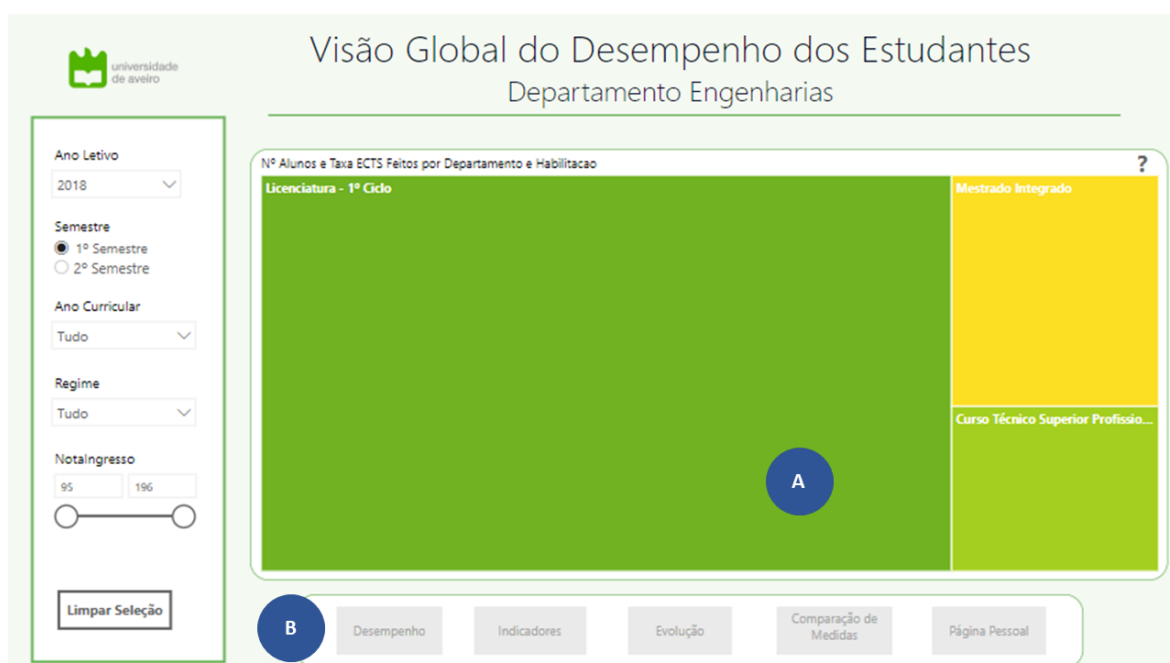 universidade
de aveiro
Visão Global do Desempenho dos Estudantes
Departamento Engenharias
Ano Letivo
2018
Semestre
1º Semestre
2º Semestre
Ano Curricular
Tudo
Regime
Tudo
NotaIngresso
95 196
Limpar Seleção
Nº Alunos e Taxa ECTS Feitos por Departamento e Habilitacao ?
Licenciatura - 1º Ciclo
Mestrado Integrado
Curso Técnico Superior Profissio...
A
B
Desempenho
Indicadores
Evolução
Comparação de
Medidas
Página Pessoal